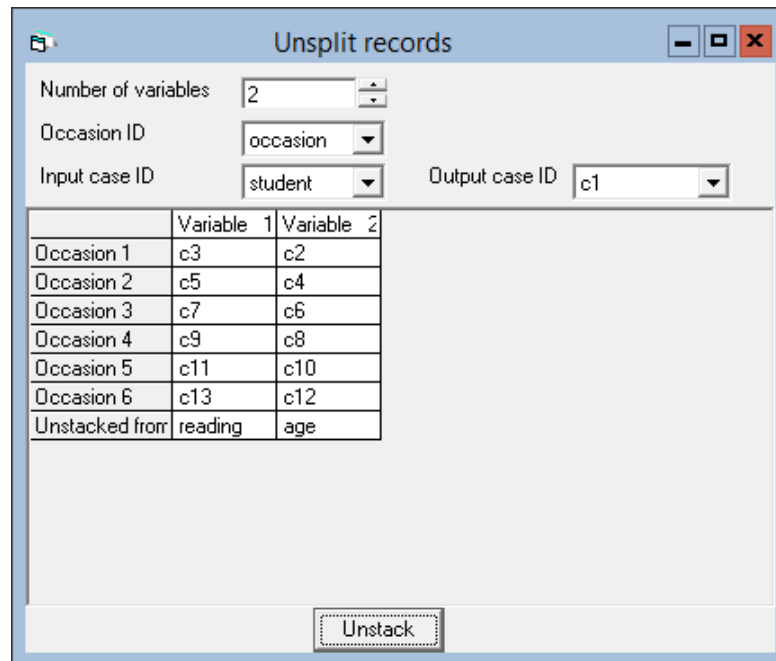 Unsplit records
Number of variables 2
Occasion ID occasion
Input case ID student Output case ID c1
Variable 1 Variable 2
Occasion 1 c3 c2
Occasion 2 c5 c4
Occasion 3 c7 c6
Occasion 4 c9 c8
Occasion 5 c11 c10
Occasion 6 c13 c12
Unstacked from reading age
Unstack